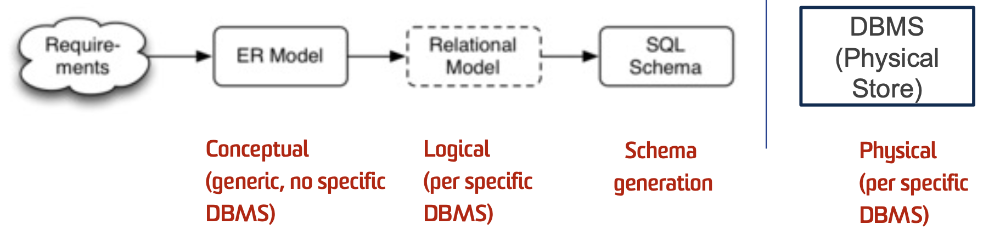 Require-
ments
ER Model
Relational
Model
SQL
Schema
DBMS
(Physical
Store)
Conceptual
(generic, no specific
DBMS)
Logical
(per specific
DBMS)
Schema
generation
Physical
(per specific
DBMS)